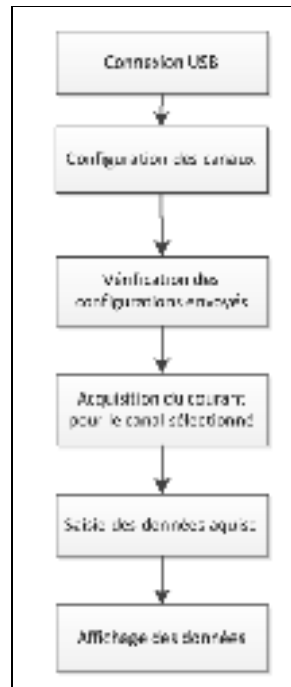 Connexion USB
Configuration des canaux
Vérification des
configurations envoyés
Acquisition du courant
pour le canal sélectionné
Saisie des données aquise
Affichage des données